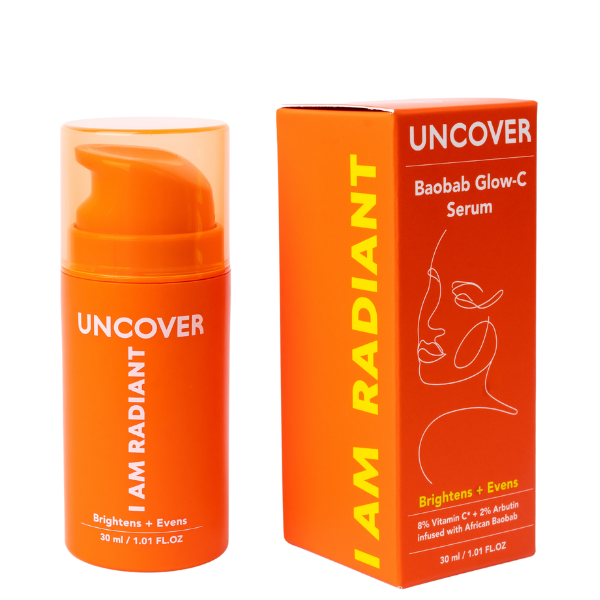 UNCOVER
I AM RADIANT
Brightens + Evens
30 ml / 1.01 FL.OZ
I AM RADIANT
UNCOVER
Baobab Glow-C
Serum
Brightens + Evens
8% Vitamin C* + 2% Arbutin
infused with African Baobab
30 ml / 1.01 FL.OZ